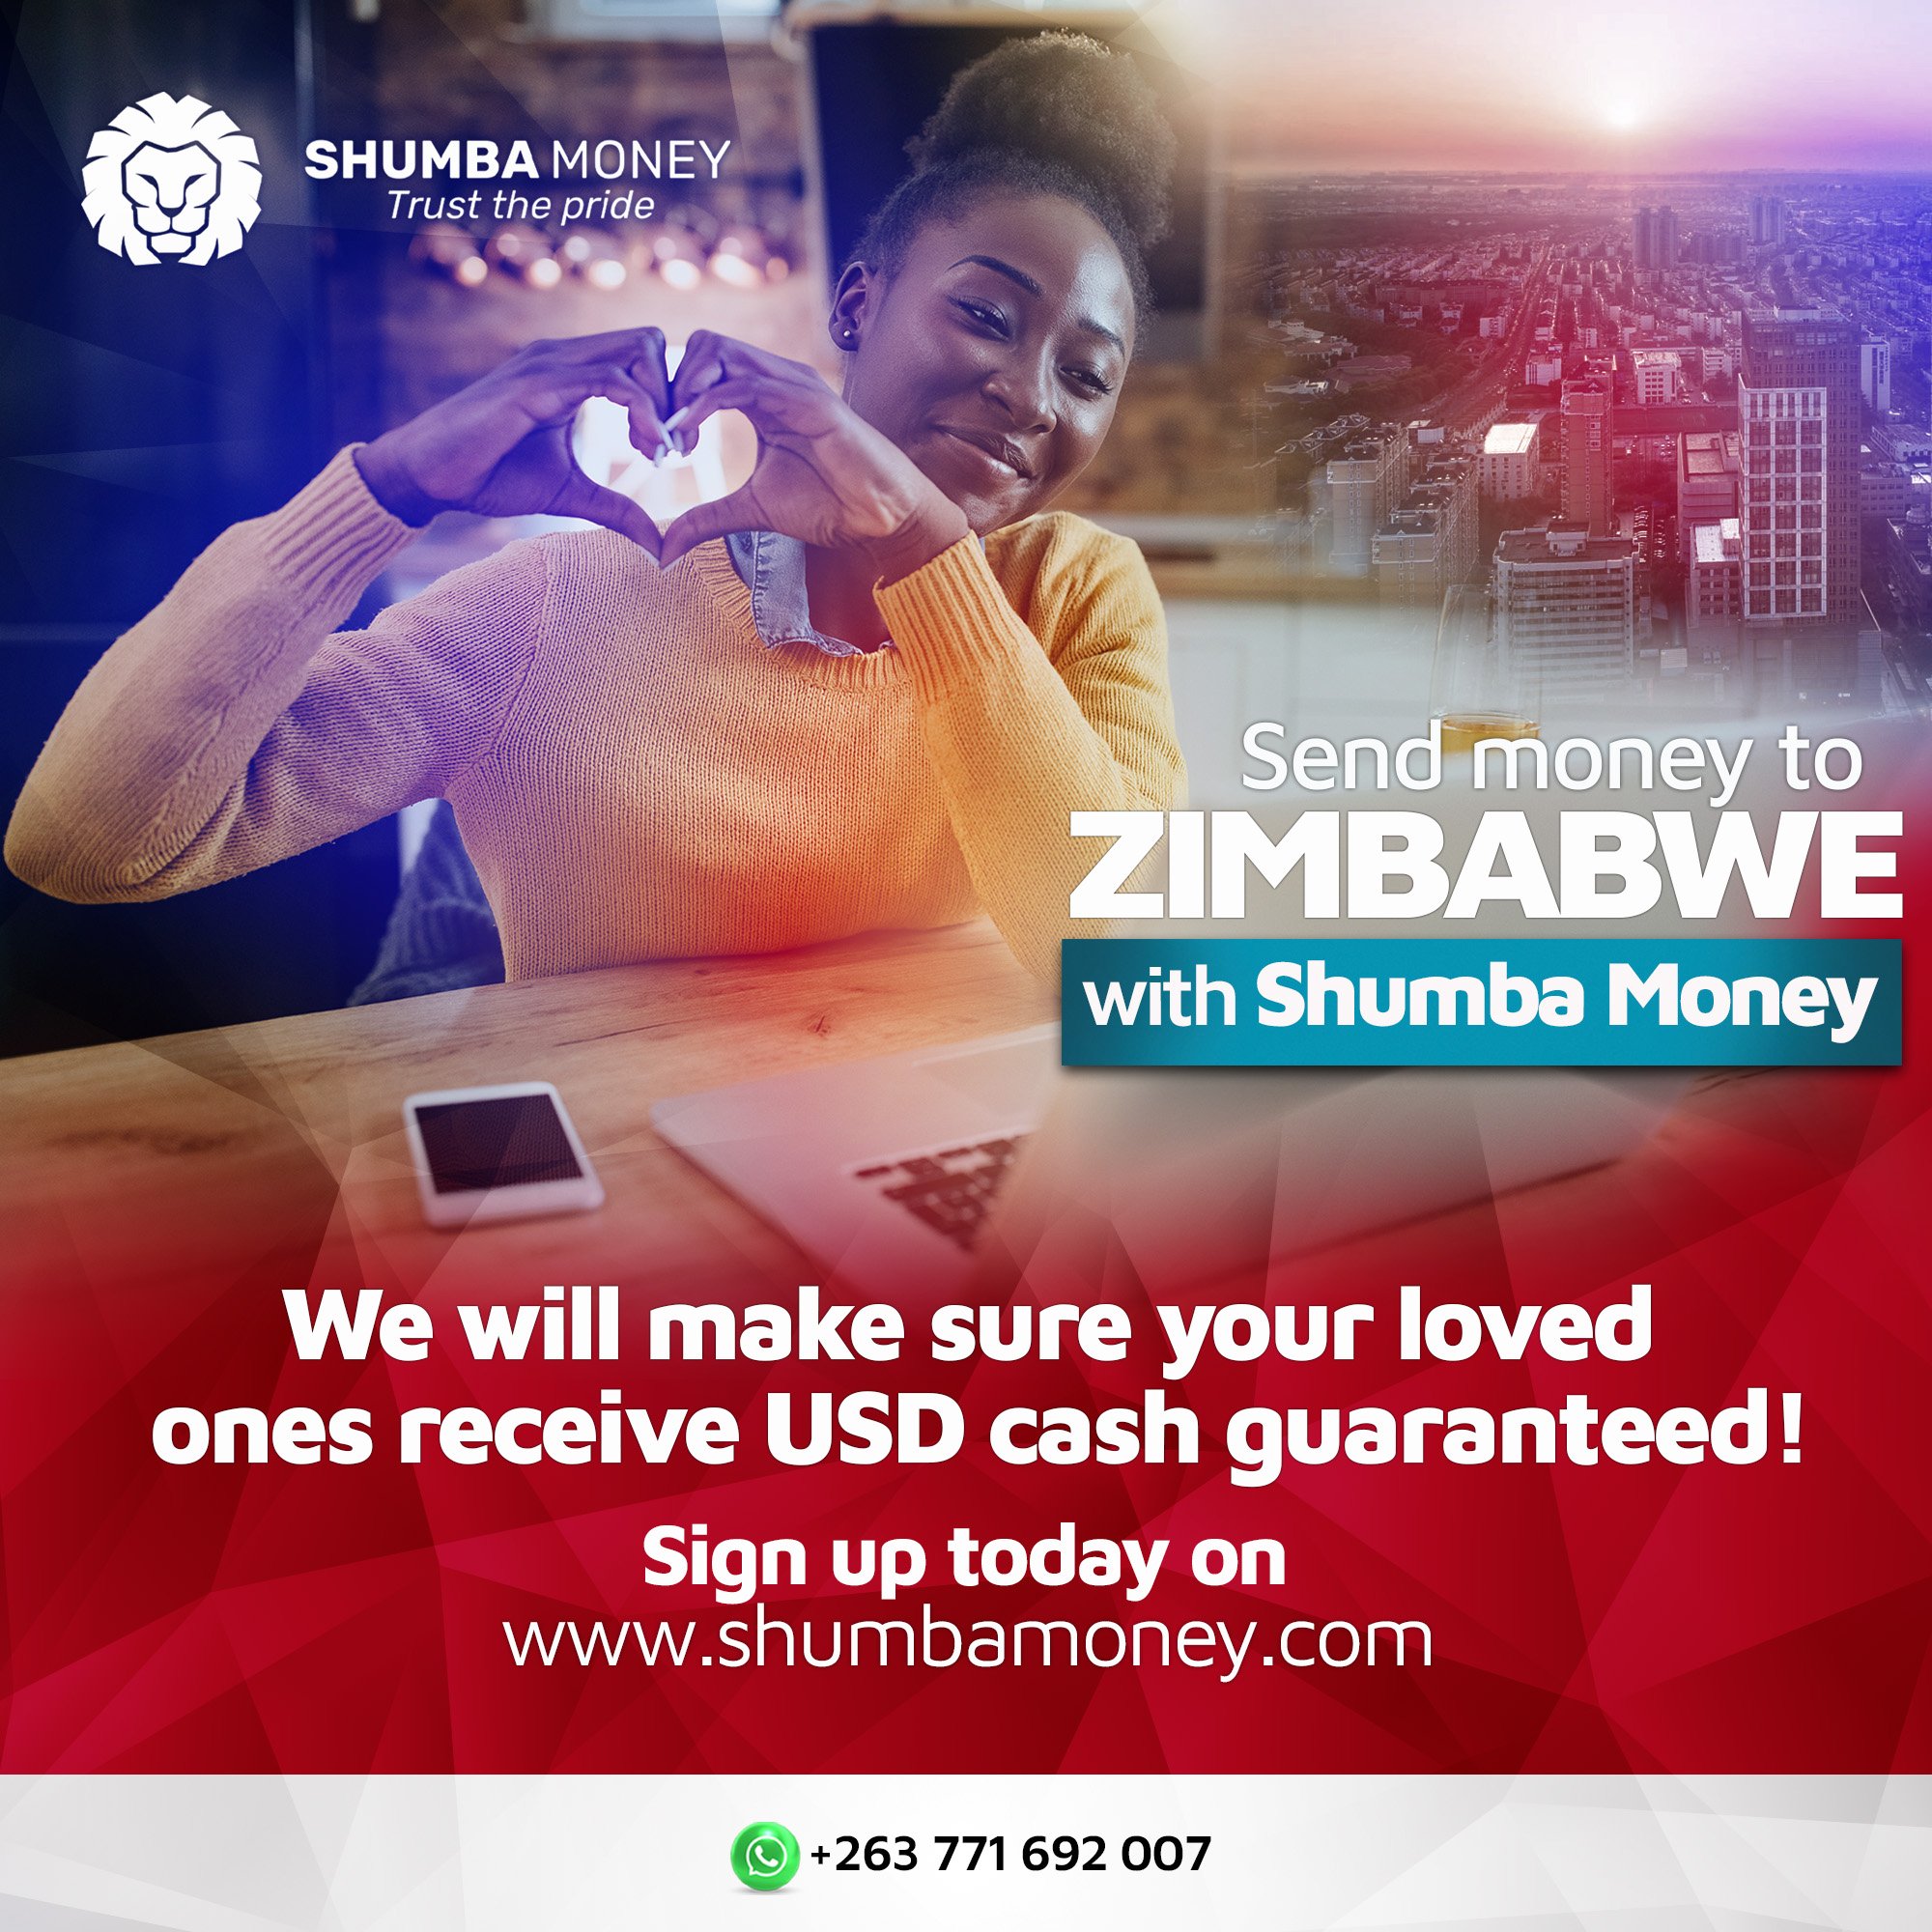 SHUMBA MONEY
Trust the pride
Send money to
ZIMBABWE
with Shumba Money
We will make sure your loved
ones receive USD cash guaranteed!
Sign up today on
www.shumbamoney.com
+263 771 692 007